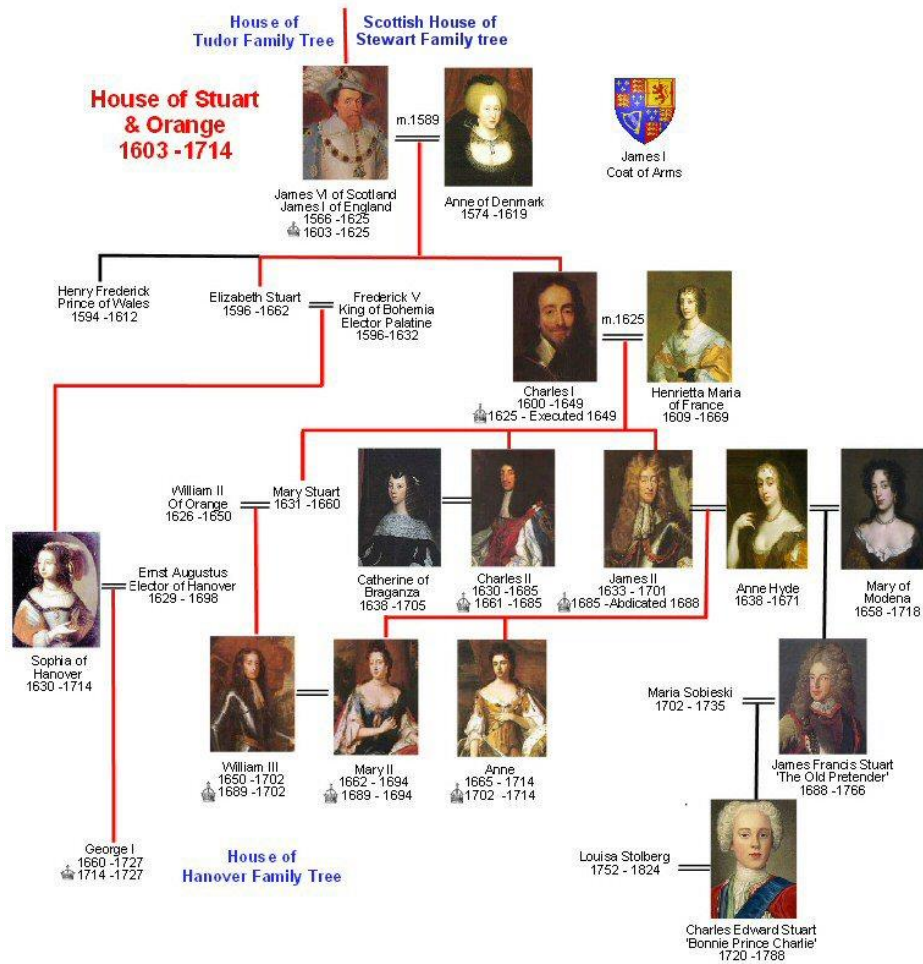 House of
Tudor Family Tree
Scottish House of
Stewart Family tree
House of Stuart
& Orange
1603 -1714
m.1589
James I
Coat of Arms
James VI of Scotland
James I of England
1566 -1625
1603 -1625
Anne of Denmark
1574 -1619
Henry Frederick
Prince of Wales
1594 -1612
Elizabeth Stuart
1596 -1662
Frederick V
King of Bohemia
Elector Palatine
1596-1632
m.1625
Charles I
1600 -1649
1625 - Executed 1649
Henrietta Maria
of France
1609 -1669
William II
Of Orange
1626 -1650
Mary Stuart
1631 -1660
Catherine of
Braganza
1638 -1705
Charles II
1630 -1685
1661 -1685
James II
1633 - 1701
1685 -Abdicated 1688
Anne Hyde
1638 -1671
Mary of
Modena
1658 -1718
Ernst Augustus
Elector of Hanover
1629 - 1698
Sophia of
Hanover
1630 -1714
William III
1650 -1702
1689 -1702
Mary II
1662 - 1694
1689 - 1694
Anne
1665 - 1714
1702 -1714
Maria Sobieski
1702 - 1735
James Francis Stuart
'The Old Pretender'
1688 -1766
George I
1660 -1727
1714 -1727
House of
Hanover Family Tree
Louisa Stolberg
1752 - 1824
Charles Edward Stuart
'Bonnie Prince Charlie'
1720 -1788